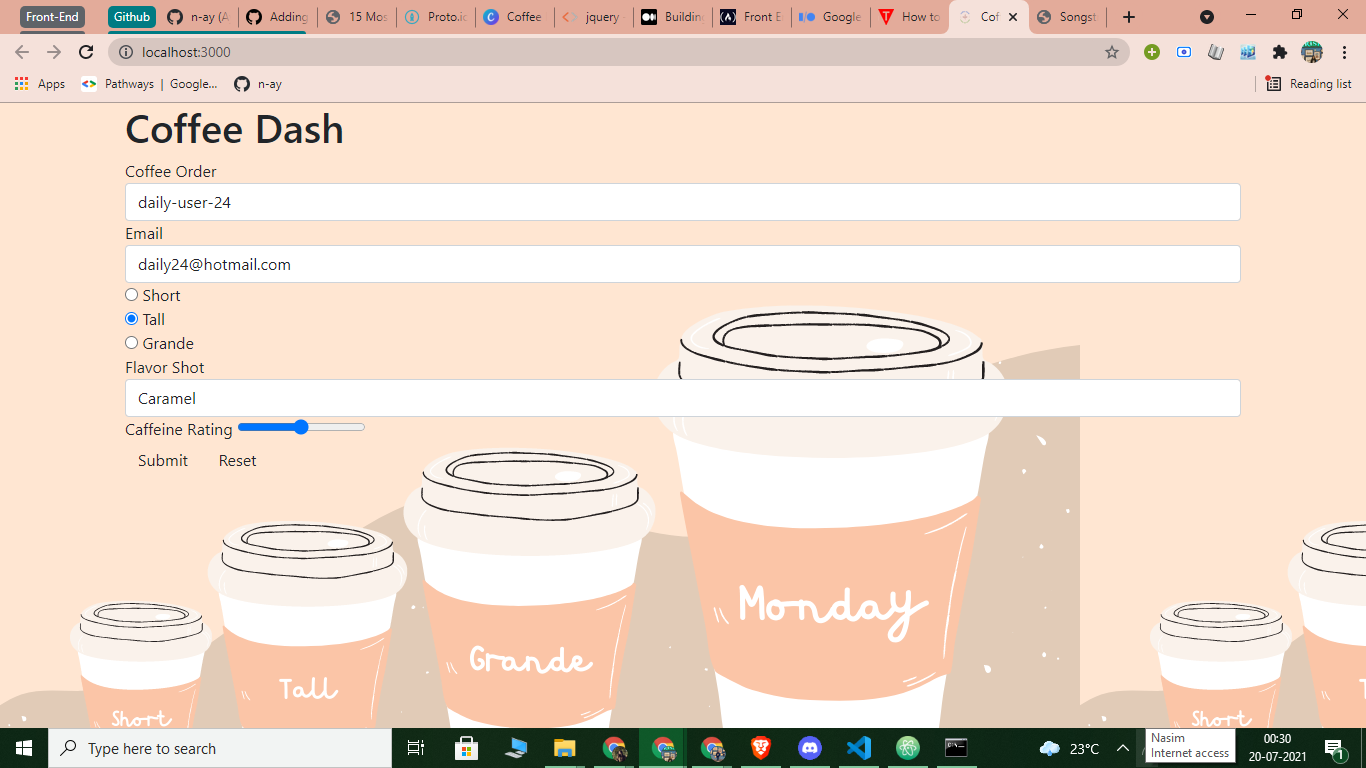 Front-End Github n-ay (A Adding 15 Mos Proto.io Coffee jquery Building Front E Google How to Cof Songst
localhost:3000
Apps Pathways | Google... n-ay Reading list
Coffee Dash
Coffee Order
daily-user-24
Email
daily24@hotmail.com
Short
Tall
Grande
Flavor Shot
Caramel
Caffeine Rating
Submit Reset
Monday
Grande
Tall
Short
Short
T
Type here to search
23°C
Nasim
Internet access
00:30
20-07-2021
1